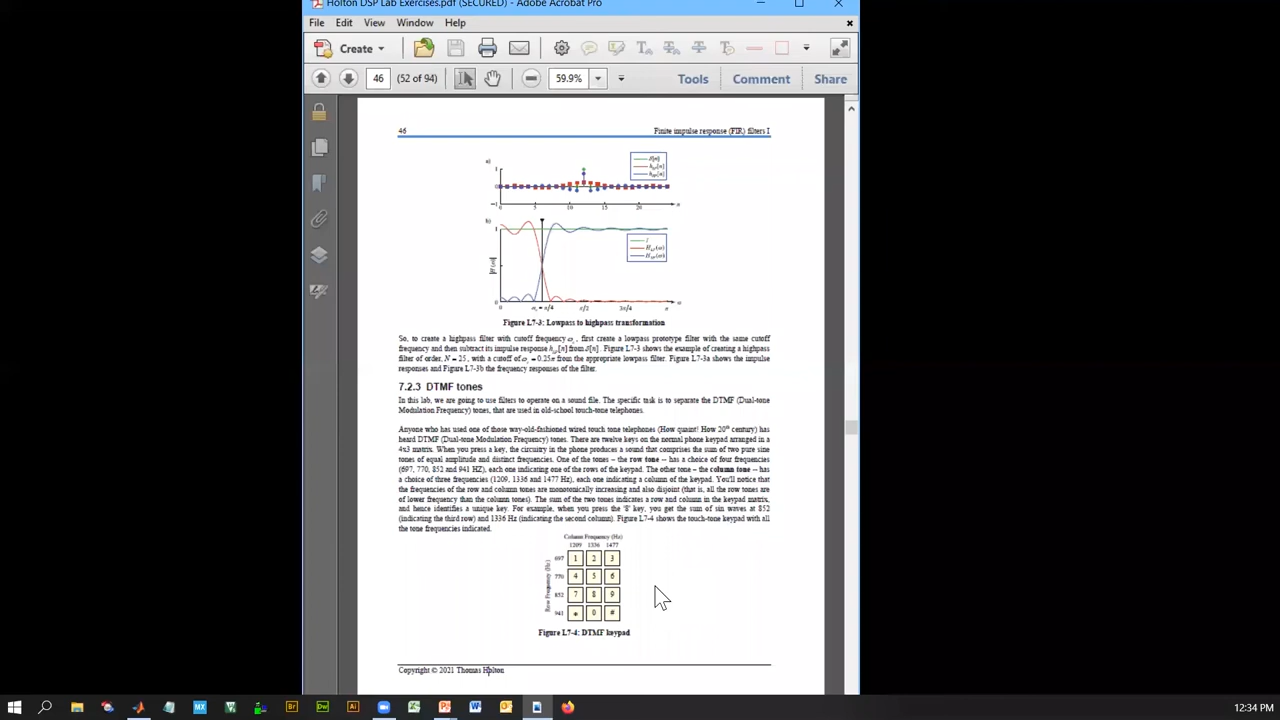 Holton DSP Lab Exercises.pdf (SECURED) - Adobe Acrobat Pro
File Edit View Window Help
Create
46 (52 of 94) 59.9% Tools Comment Share
46 Finite impulse response (FIR) filters I
a)
δ[n]
1
0
-1
0 5 10 15 20 n
b)
1
0
π/2 3π/4 π ω
Figure L7-3: Lowpass to highpass transformation
So, to create a highpass filter with cutoff frequency ω_c, first create a lowpass prototype filter with the same cutoff
frequency and then subtract its impulse response h_LP[n] from δ[n]. Figure L7-3 shows the example of creating a highpass
filter of order, N = 25, with a cutoff of ω_c = 0.25π from the appropriate lowpass filter. Figure L7-3a shows the impulse
responses and Figure L7-3b the frequency responses of the filter.
7.2.3 DTMF tones
In this lab, we are going to use filters to operate on a sound file. The specific task is to separate the DTMF (Dual-tone
Modulation Frequency) tones, that are used in old-school touch-tone telephones.
Anyone who has used one of those way-old-fashioned wired touch tone telephones (How quaint! How 20th century) has
heard DTMF (Dual-tone Modulation Frequency) tones. There are twelve keys on the normal phone keypad arranged in a
4x3 matrix. When you press a key, the circuitry in the phone produces a sound that comprises the sum of two pure sine
tones of equal amplitude and distinct frequencies. One of the tones – the row tone -- has a choice of four frequencies
(697, 770, 852 and 941 HZ), each one indicating one of the rows of the keypad. The other tone – the column tone -- has
a choice of three frequencies (1209, 1336 and 1477 Hz), each one indicating a column of the keypad. You'll notice that
the frequencies of the row and column tones are monotonically increasing and also disjoint (that is, all the row tones are
of lower frequency than the column tones). The sum of the two tones indicates a row and column in the keypad matrix,
and hence identifies a unique key. For example, when you press the '8' key, you get the sum of sin waves at 852
(indicating the third row) and 1336 Hz (indicating the second column). Figure L7-4 shows the touch-tone keypad with all
the tone frequencies indicated.
Column Frequency (Hz)
1209 1336 1477
Row Frequency (Hz)
697 1 2 3
770 4 5 6
852 7 8 9
941 * 0 #
Figure L7-4: DTMF keypad
Copyright © 2021 Thomas Holton
12:34 PM